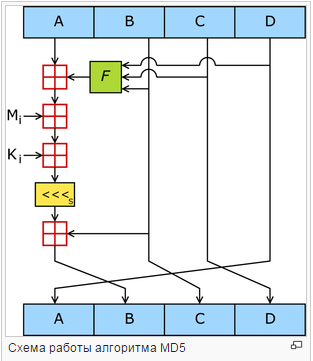 A B C D
F
Mi
Ki
<<<s
A B C D
Схема работы алгоритма MD5